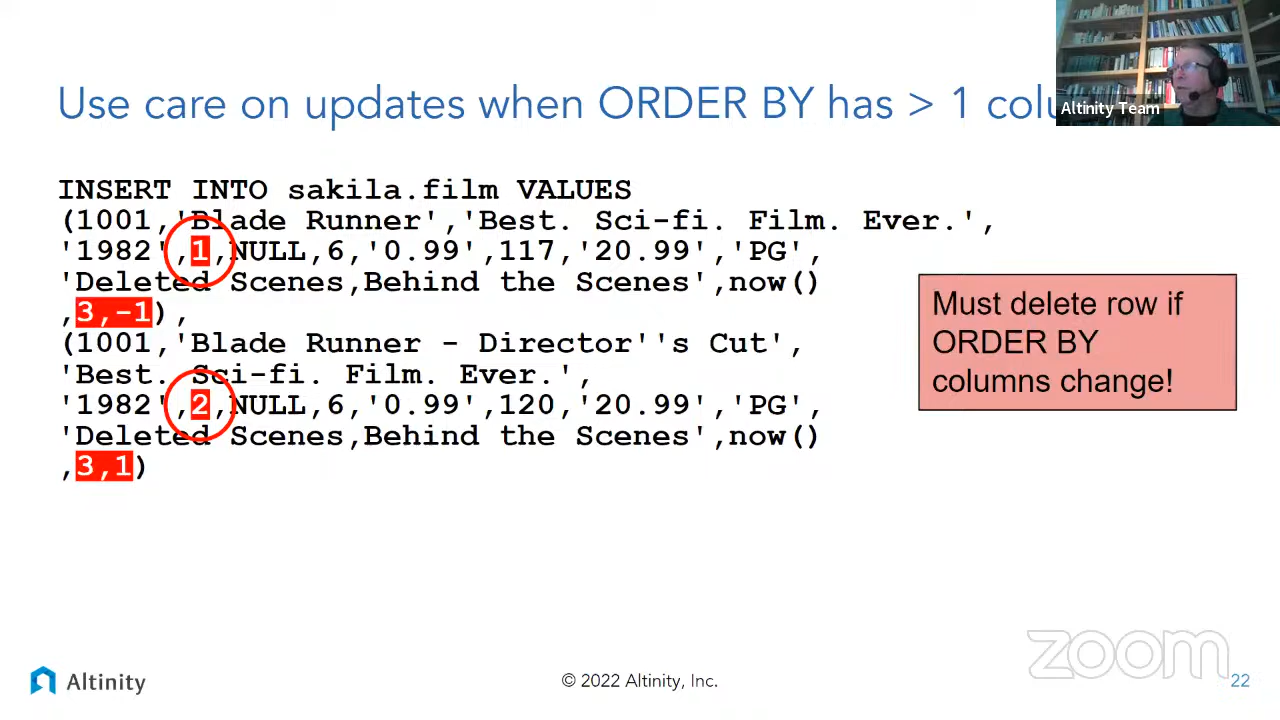 Use care on updates when ORDER BY has > 1
Altinity Team
INSERT INTO sakila.film VALUES
(1001,'Blade Runner','Best. Sci-fi. Film. Ever.',
'1982',1,NULL,6,'0.99',117,'20.99','PG',
'Deleted Scenes,Behind the Scenes',now()
,3,-1),
(1001,'Blade Runner - Director''s Cut',
'Best. Sci-fi. Film. Ever.',
'1982',2,NULL,6,'0.99',120,'20.99','PG',
'Deleted Scenes,Behind the Scenes',now()
,3,1)
Must delete row if
ORDER BY
columns change!
zoom
Altinity
© 2022 Altinity, Inc.
22